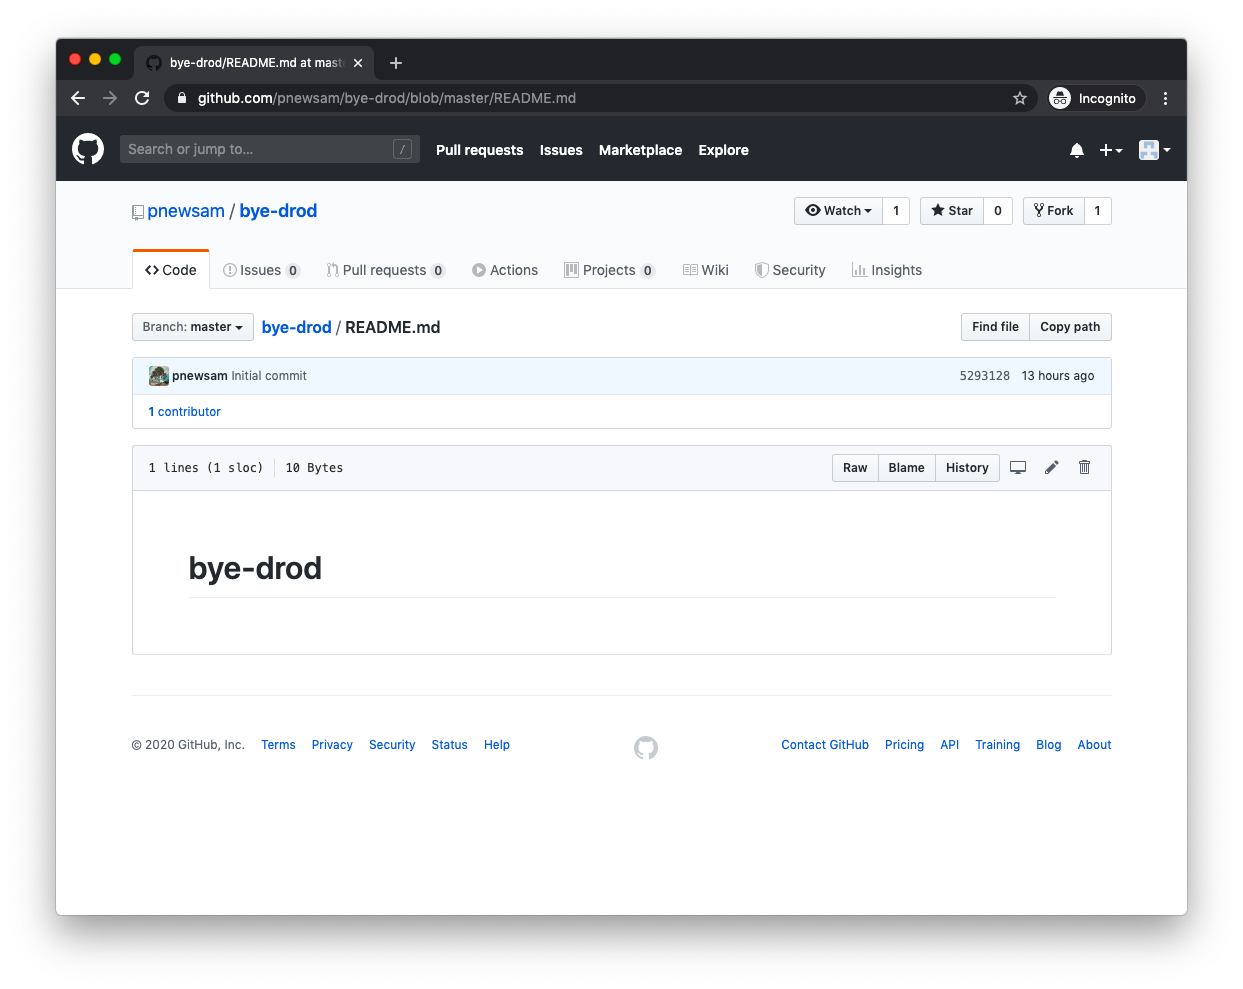 bye-drod/README.md at mast
github.com/pnewsam/bye-drod/blob/master/README.md
Incognito
Search or jump to... /
Pull requests Issues Marketplace Explore
pnewsam / bye-drod
Watch 1 Star 0 Fork 1
Code Issues 0 Pull requests 0 Actions Projects 0 Wiki Security Insights
Branch: master bye-drod / README.md Find file Copy path
pnewsam Initial commit 5293128 13 hours ago
1 contributor
1 lines (1 sloc) 10 Bytes Raw Blame History
bye-drod
© 2020 GitHub, Inc. Terms Privacy Security Status Help Contact GitHub Pricing API Training Blog About